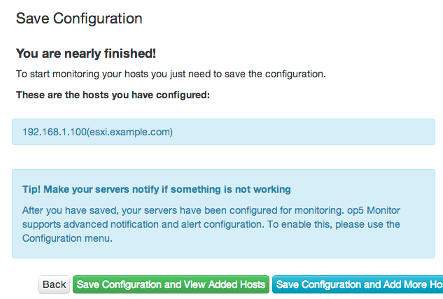 Save Configuration
You are nearly finished!
To start monitoring your hosts you just need to save the configuration.
These are the hosts you have configured:
192.168.1.100(esxi.example.com)
Tip! Make your servers notify if something is not working
After you have saved, your servers have been configured for monitoring. op5 Monitor
supports advanced notification and alert configuration. To enable this, please use the
Configuration menu.
Back Save Configuration and View Added Hosts Save Configuration and Add More Ho